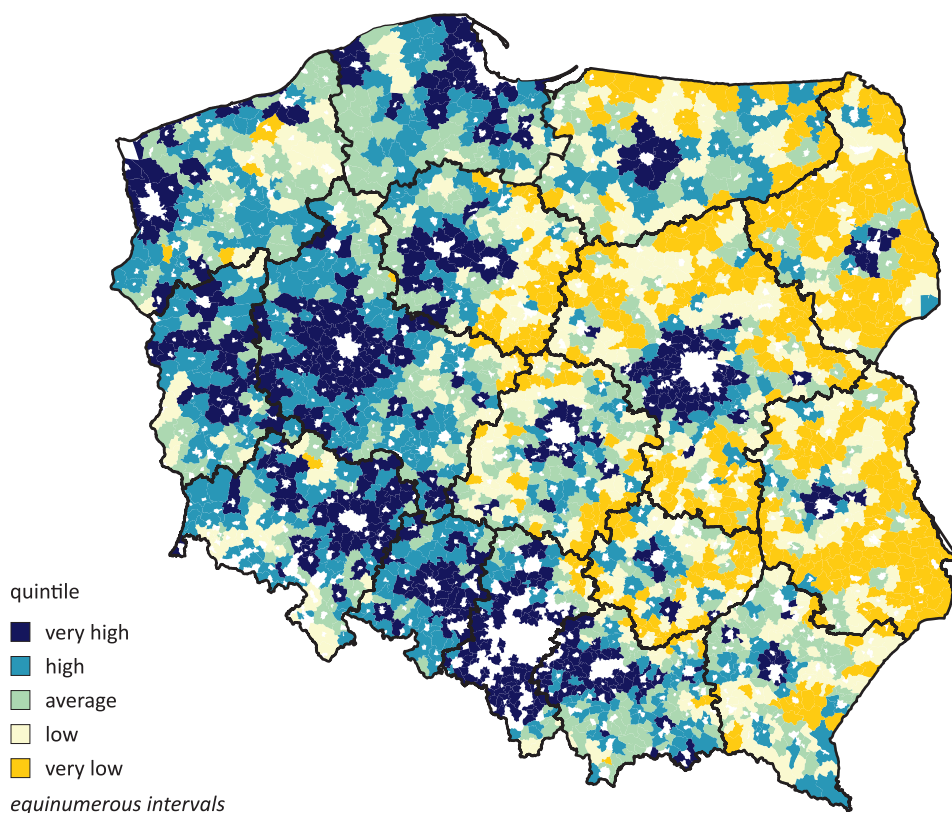 quintile
very high
high
average
low
very low
equinumerous intervals